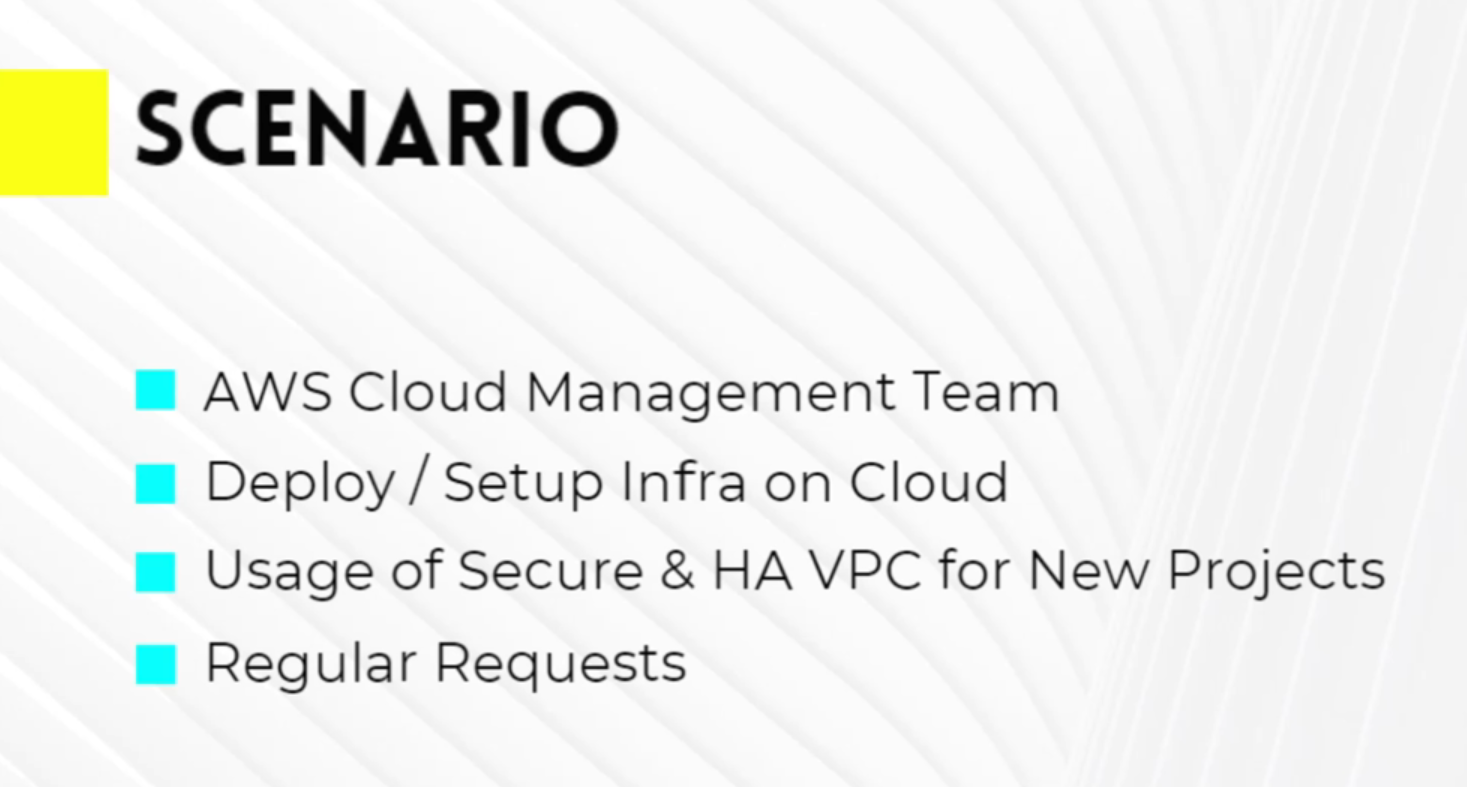 SCENARIO
AWS Cloud Management Team
Deploy / Setup Infra on Cloud
Usage of Secure & HA VPC for New Projects
Regular Requests